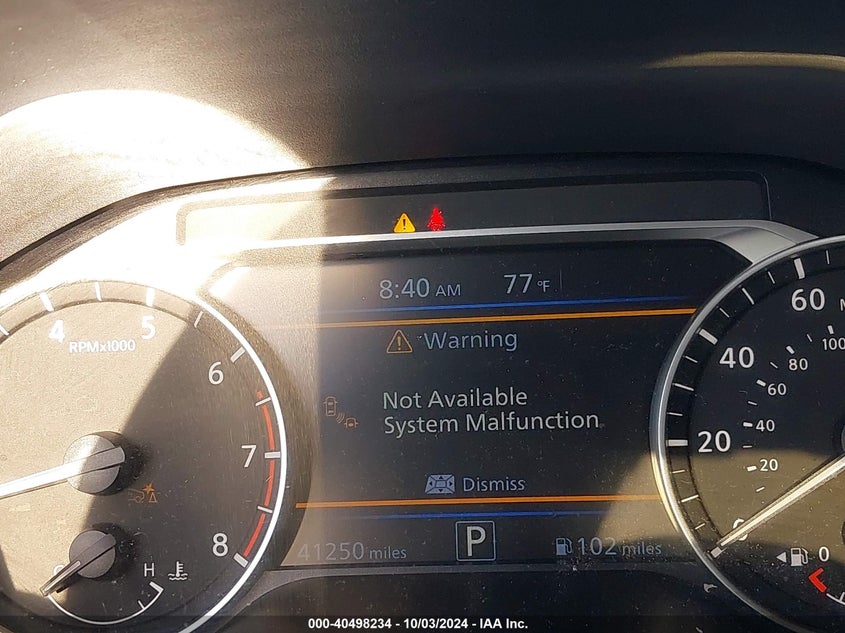 8:40 AM 77°F
Warning
Not Available
System Malfunction
Dismiss
41250 miles
P
102 miles
4 5 6 7 8
RPMx1000
H
0 20 40 60
20 40 60 80 100
0
000-40498234 - 10/03/2024 - IAA Inc.